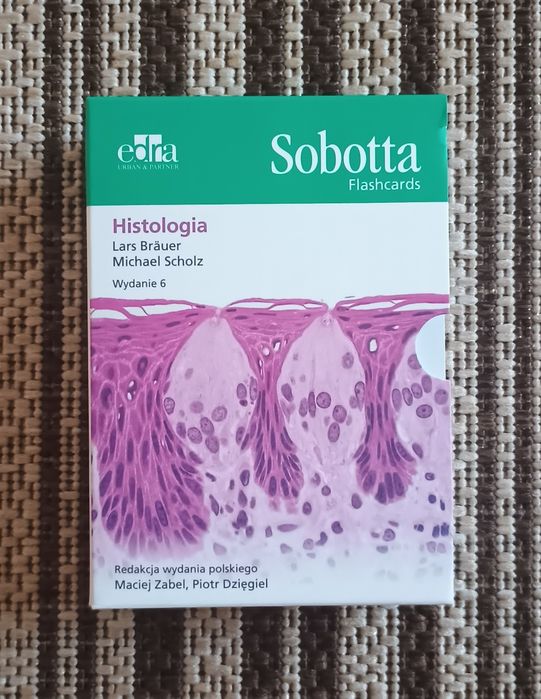 edra
URBAN & PARTNER
Sobotta
Flashcards
Histologia
Lars Bräuer
Michael Scholz
Wydanie 6
Redakcja wydania polskiego
Maciej Zabel, Piotr Dzięgiel